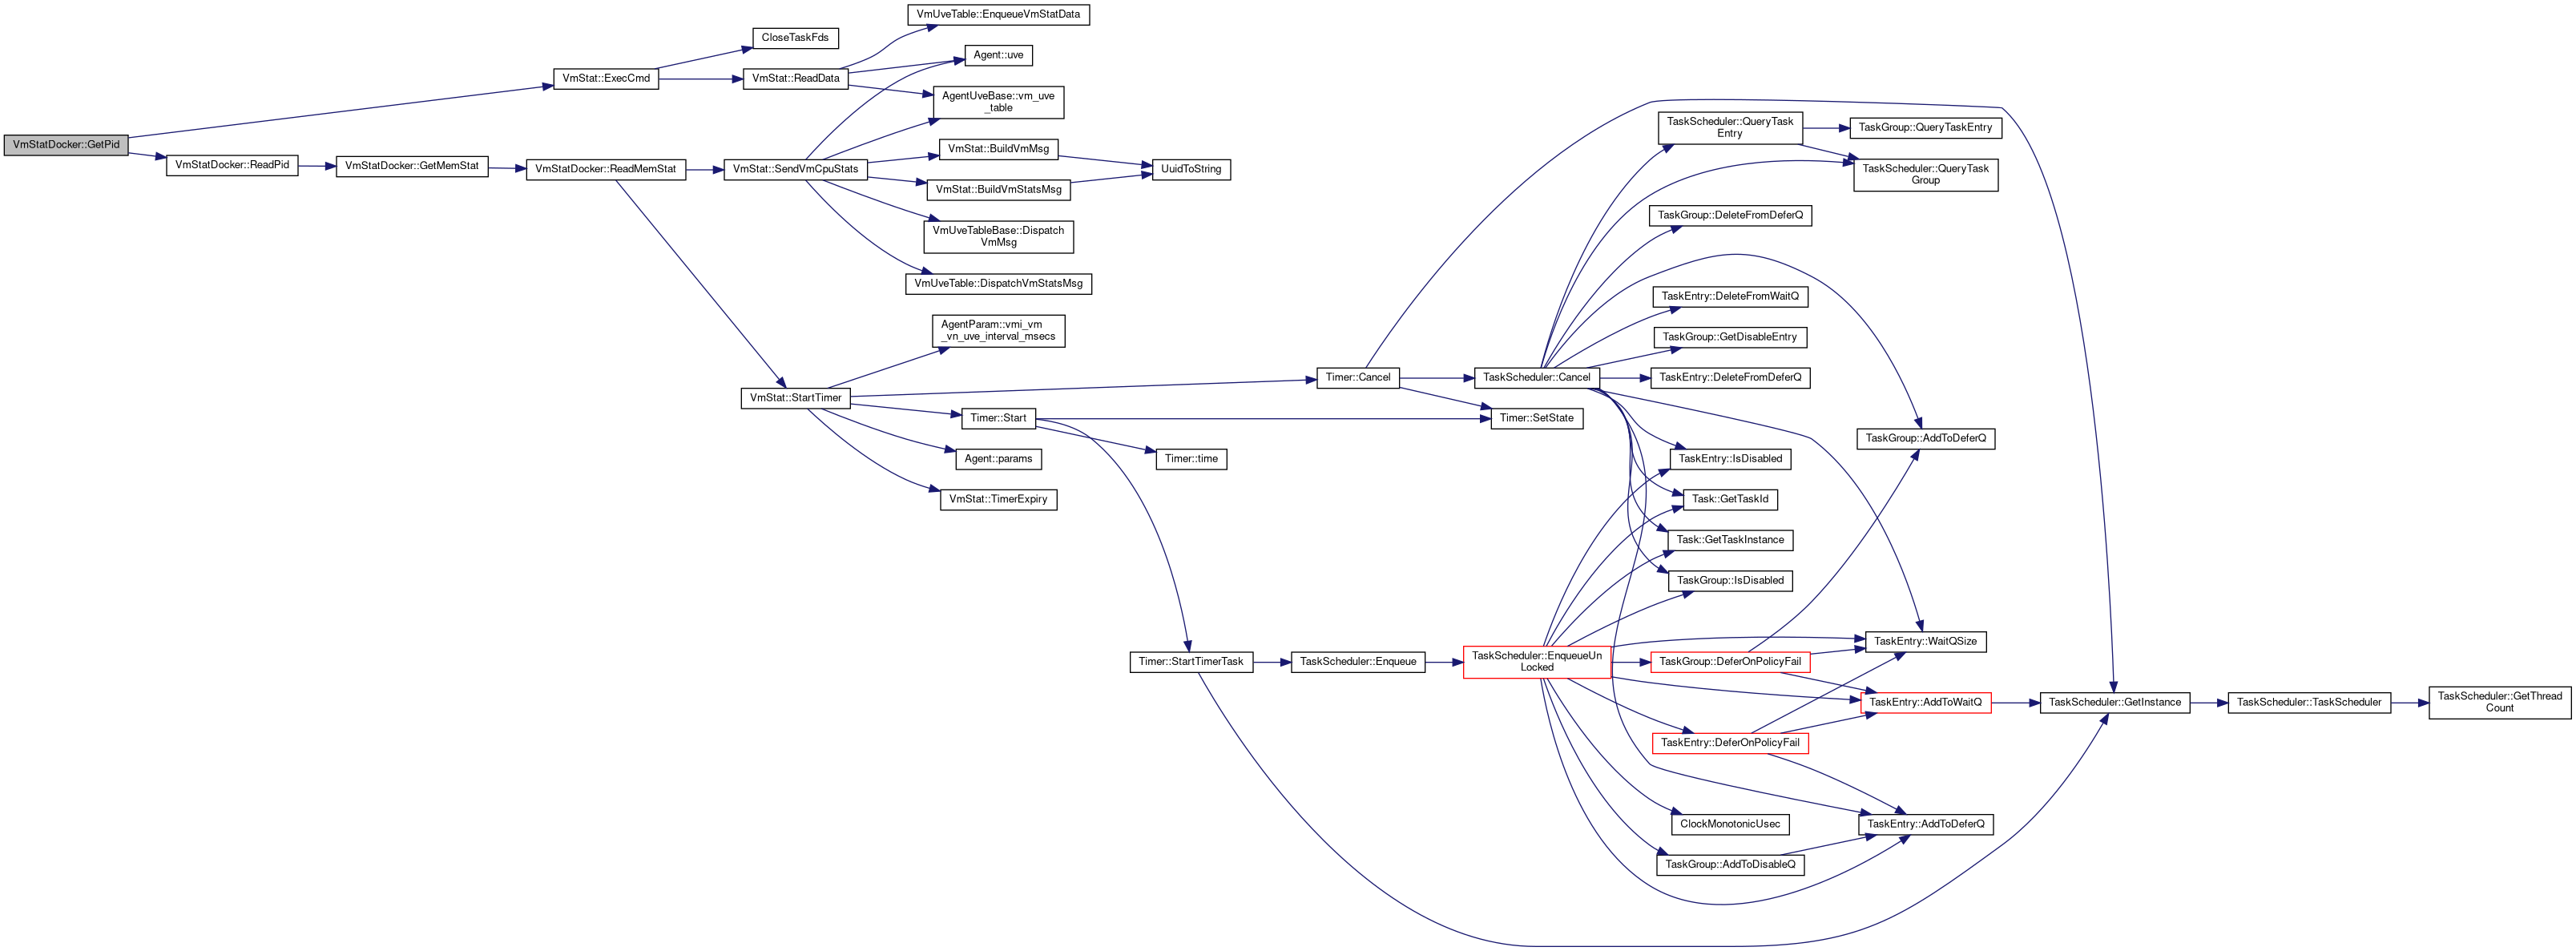 VmStatDocker::GetPid
VmStat::ExecCmd
CloseTaskFds
VmStat::ReadData
VmUveTable::EnqueueVmStatData
Agent::uve
AgentUveBase::vm_uve
_table
VmStatDocker::ReadPid
VmStatDocker::GetMemStat
VmStatDocker::ReadMemStat
VmStat::SendVmCpuStats
VmStat::BuildVmMsg
UuidToString
VmStat::BuildVmStatsMsg
VmUveTableBase::Dispatch
VmMsg
VmUveTable::DispatchVmStatsMsg
VmStat::StartTimer
AgentParam::vmi_vm
_vn_uve_interval_msecs
Timer::Cancel
Timer::Start
Agent::params
VmStat::TimerExpiry
Timer::SetState
Timer::time
Timer::StartTimerTask
TaskScheduler::Cancel
TaskScheduler::QueryTask
Entry
TaskGroup::QueryTaskEntry
TaskScheduler::QueryTask
Group
TaskGroup::DeleteFromDeferQ
TaskEntry::DeleteFromWaitQ
TaskGroup::GetDisableEntry
TaskEntry::DeleteFromDeferQ
TaskGroup::AddToDeferQ
TaskEntry::IsDisabled
Task::GetTaskId
Task::GetTaskInstance
TaskGroup::IsDisabled
TaskEntry::WaitQSize
TaskScheduler::Enqueue
TaskScheduler::EnqueueUn
Locked
TaskGroup::DeferOnPolicyFail
TaskEntry::AddToWaitQ
TaskScheduler::GetInstance
TaskScheduler::TaskScheduler
TaskScheduler::GetThread
Count
TaskEntry::DeferOnPolicyFail
ClockMonotonicUsec
TaskEntry::AddToDeferQ
TaskGroup::AddToDisableQ